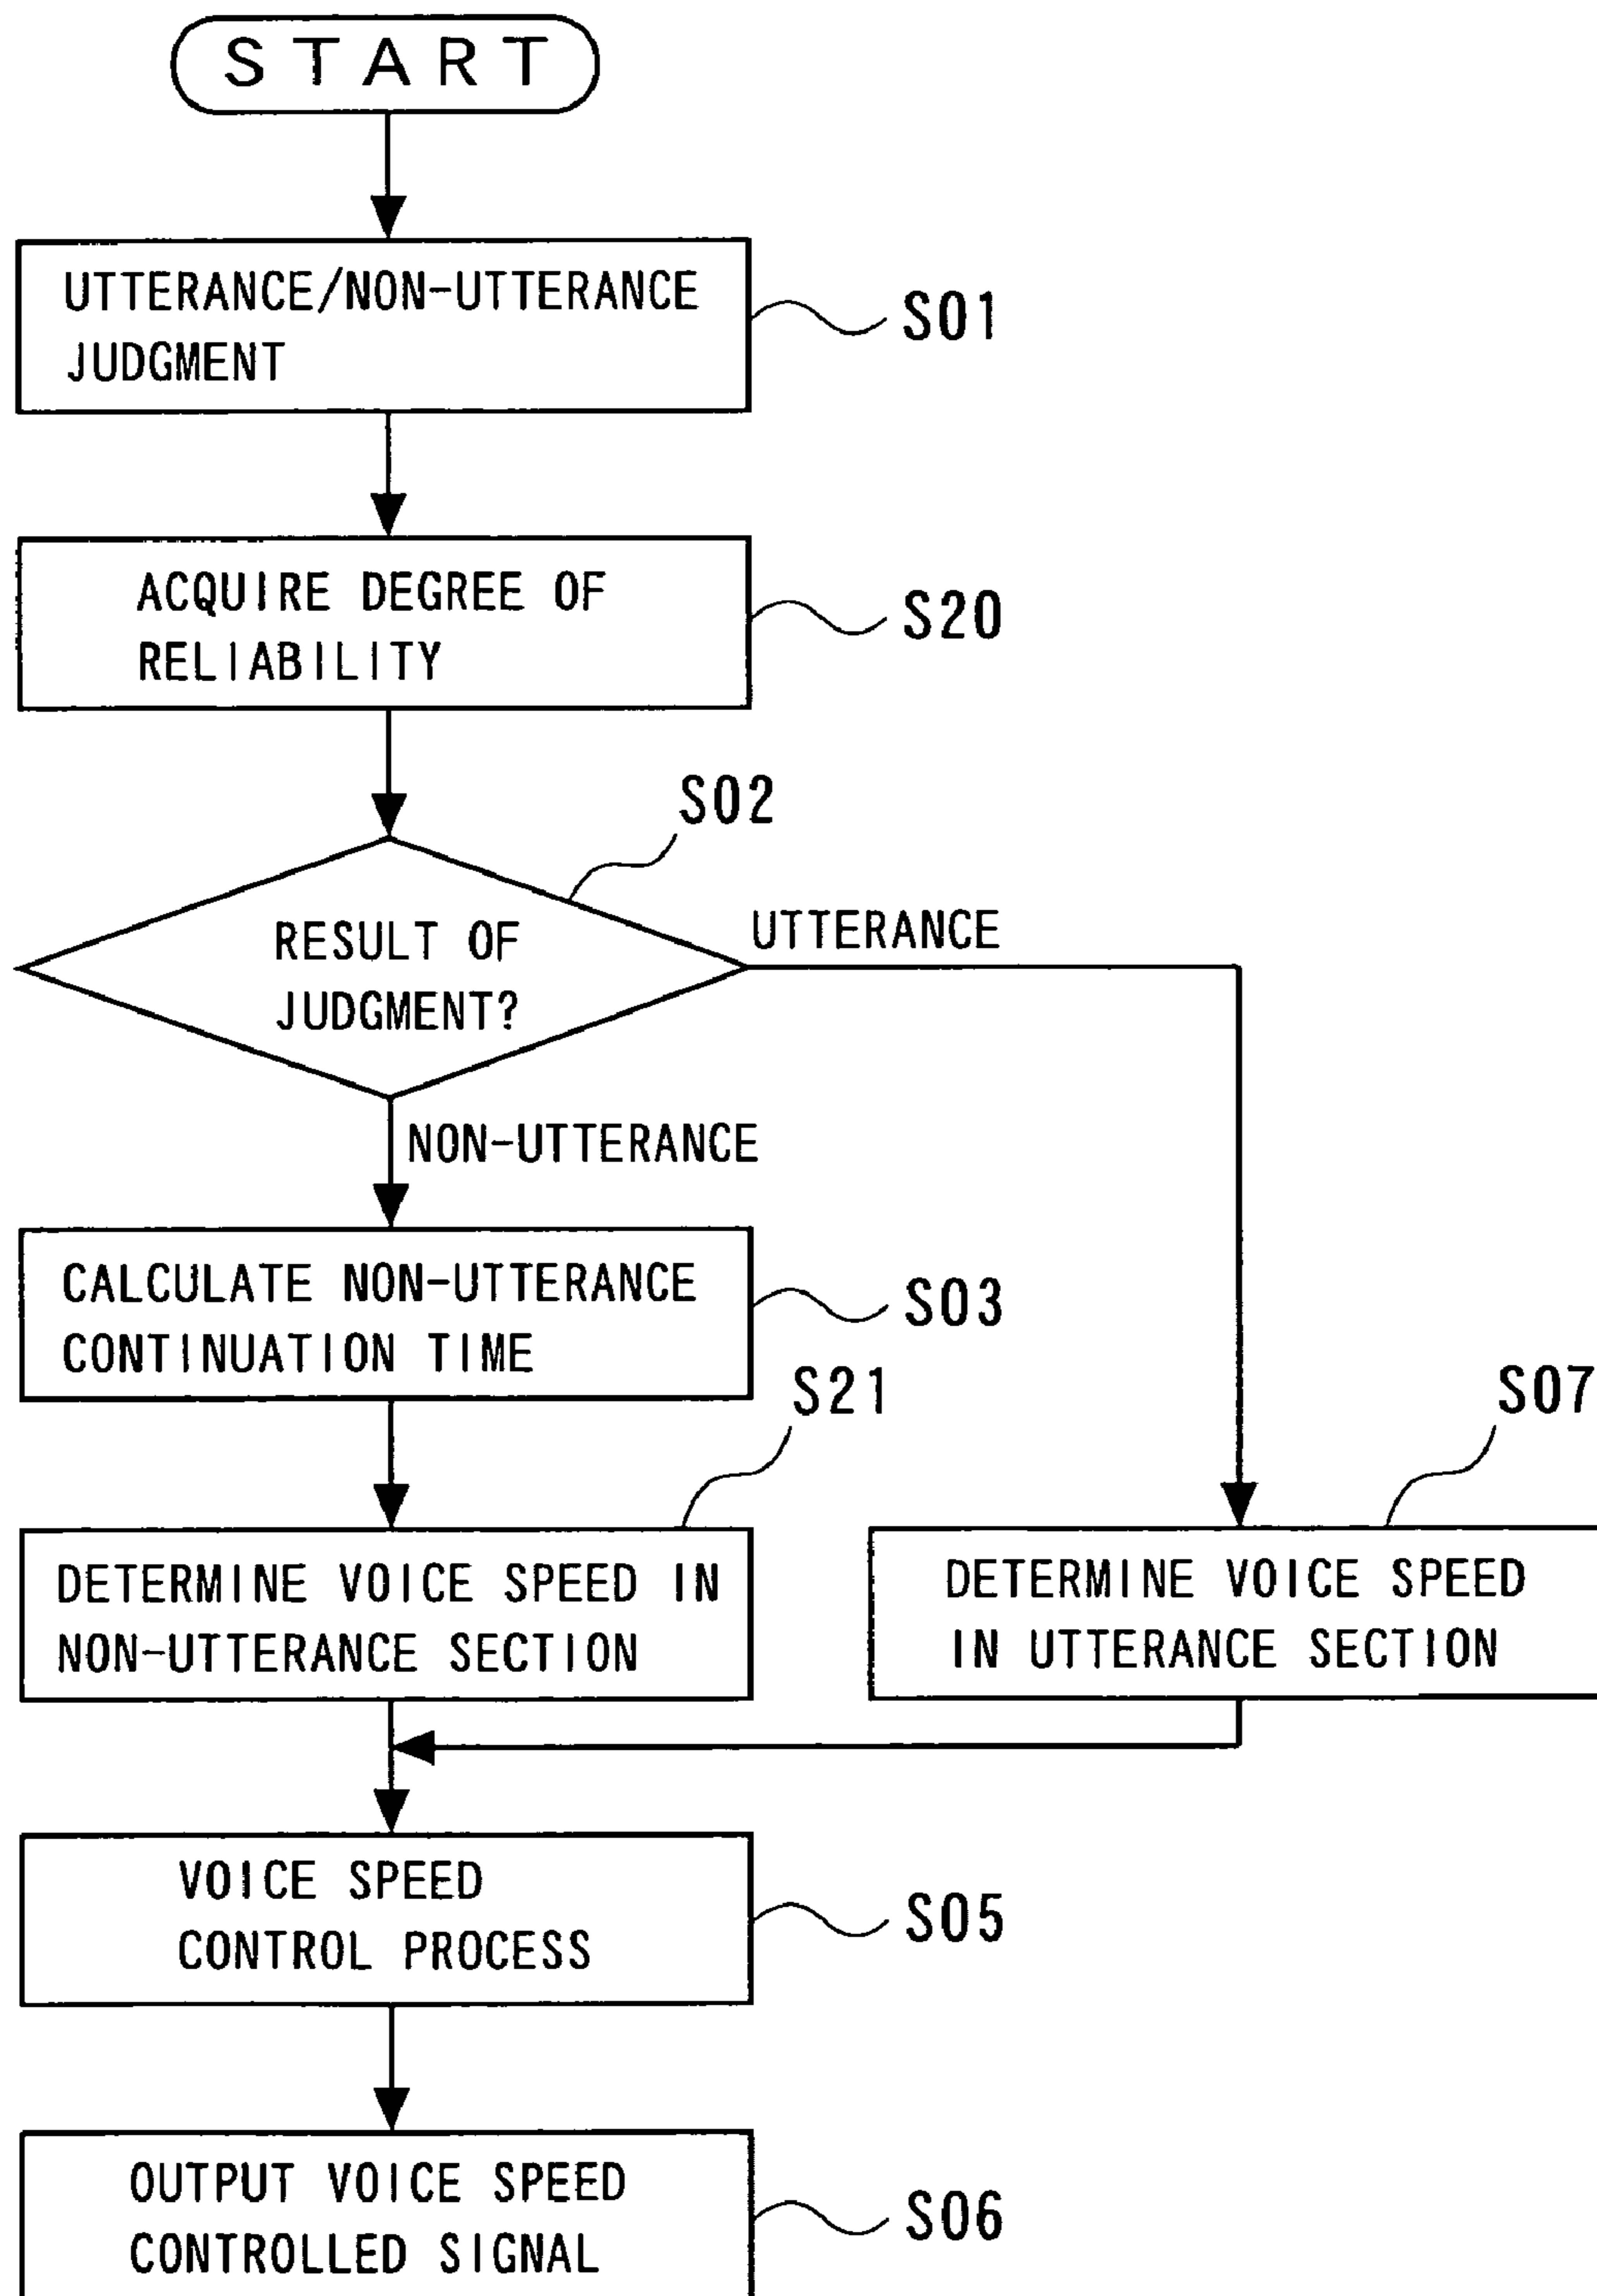 START
UTTERANCE/NON-UTTERANCE
JUDGMENT
S01
ACQUIRE DEGREE OF
RELIABILITY
S20
S02
RESULT OF
JUDGMENT?
UTTERANCE
NON-UTTERANCE
CALCULATE NON-UTTERANCE
CONTINUATION TIME
S03
S21
DETERMINE VOICE SPEED IN
NON-UTTERANCE SECTION
S07
DETERMINE VOICE SPEED
IN UTTERANCE SECTION
VOICE SPEED
CONTROL PROCESS
S05
OUTPUT VOICE SPEED
CONTROLLED SIGNAL
S06